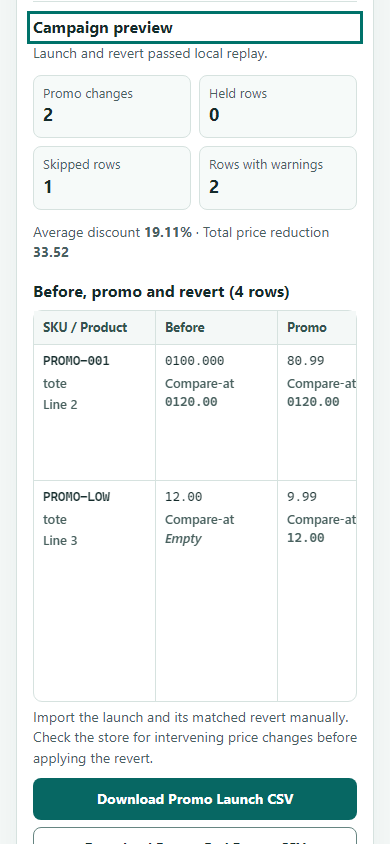 Campaign preview
Launch and revert passed local replay.
Promo changes
2
Held rows
0
Skipped rows
1
Rows with warnings
2
Average discount 19.11% · Total price reduction
33.52
Before, promo and revert (4 rows)
SKU / Product
Before
Promo
PROMO-001
tote
Line 2
0100.000
Compare-at
0120.00
80.99
Compare-at
0120.00
PROMO-LOW
tote
Line 3
12.00
Compare-at
Empty
9.99
Compare-at
12.00
Import the launch and its matched revert manually.
Check the store for intervening price changes before
applying the revert.
Download Promo Launch CSV